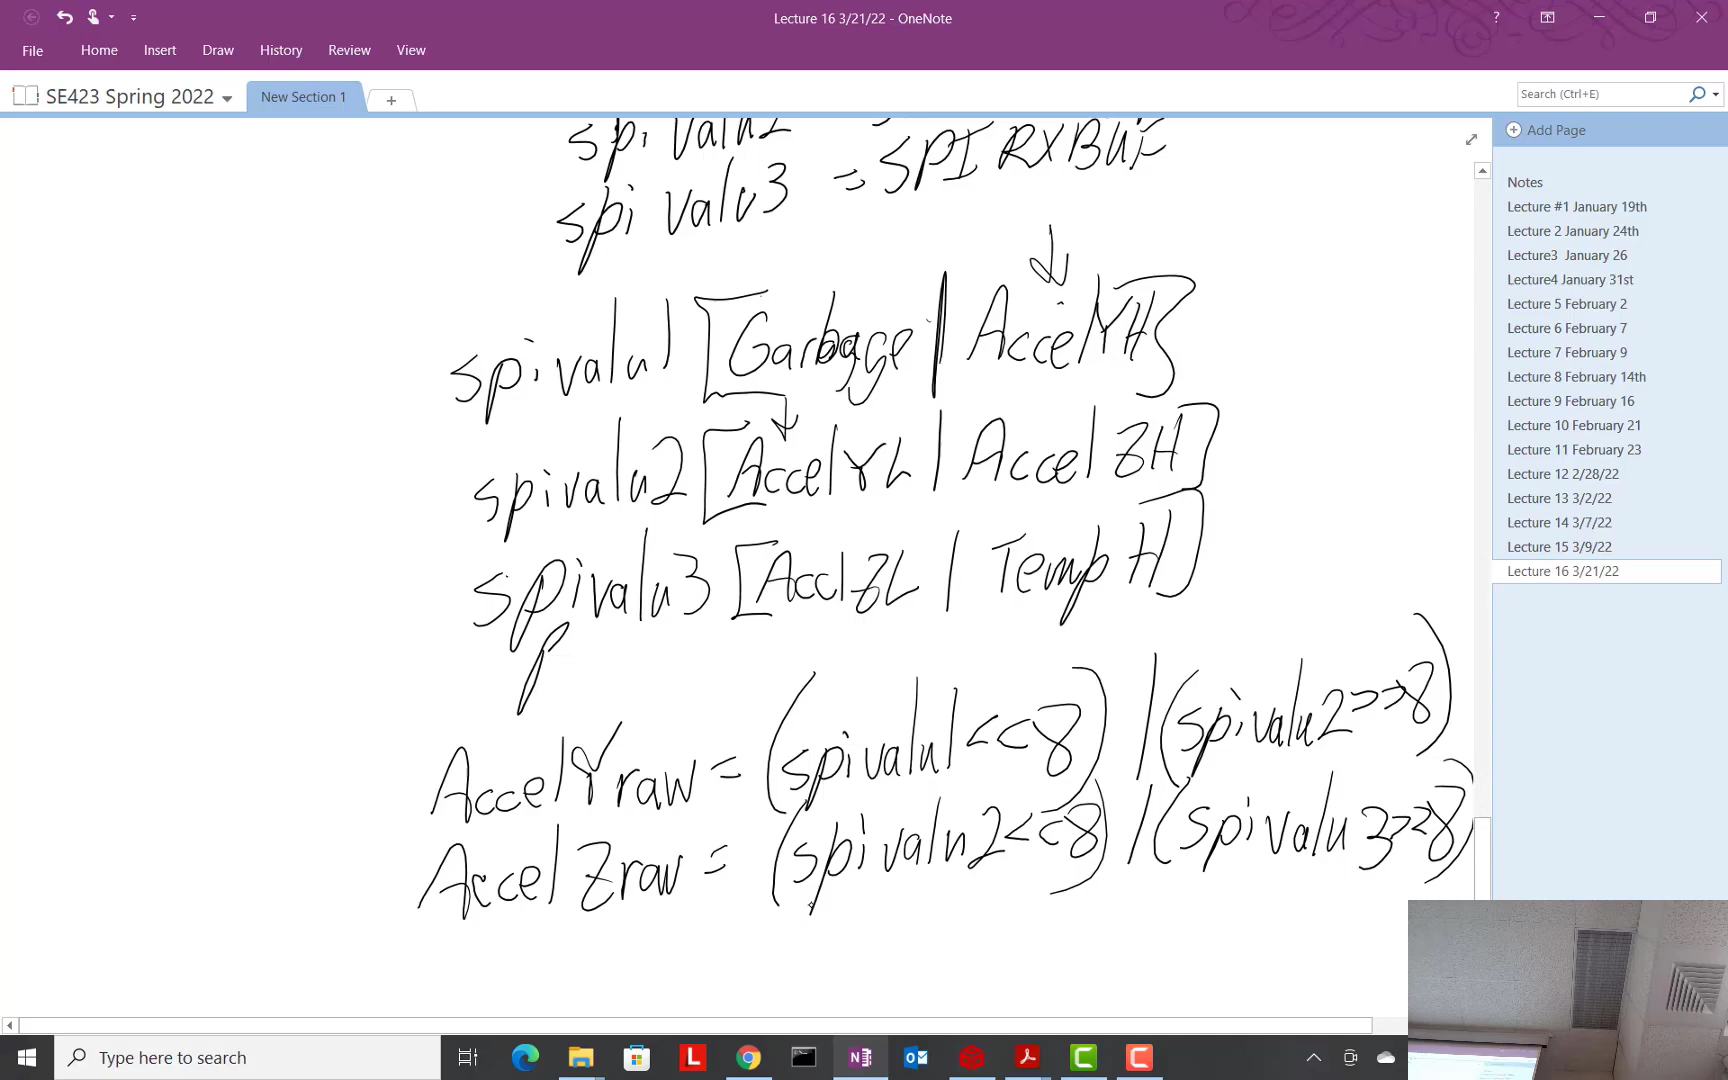 Lecture 16 3/21/22 - OneNote
?
File
Home
Insert
Draw
History
Review
View
SE423 Spring 2022
New Section 1
+
Search (Ctrl+E)
Add Page
Notes
Lecture #1 January 19th
Lecture 2 January 24th
Lecture3 January 26
Lecture4 January 31st
Lecture 5 February 2
Lecture 6 February 7
Lecture 7 February 9
Lecture 8 February 14th
Lecture 9 February 16
Lecture 10 February 21
Lecture 11 February 23
Lecture 12 2/28/22
Lecture 13 3/2/22
Lecture 14 3/7/22
Lecture 15 3/9/22
Lecture 16 3/21/22
spivalu2 =
spivalu3 = SPIRXBUF
spivalu1 [Garbage | AccelYH]
spivalu2 [AccelYL | AccelZH]
spivalu3 [AcclZL | TempH]
AccelYraw = (spivalu1<<8) | (spivalu2>>8)
AccelZraw = (spivalu2<<8) | (spivalu3>>8)
Type here to search
L
N
C
C